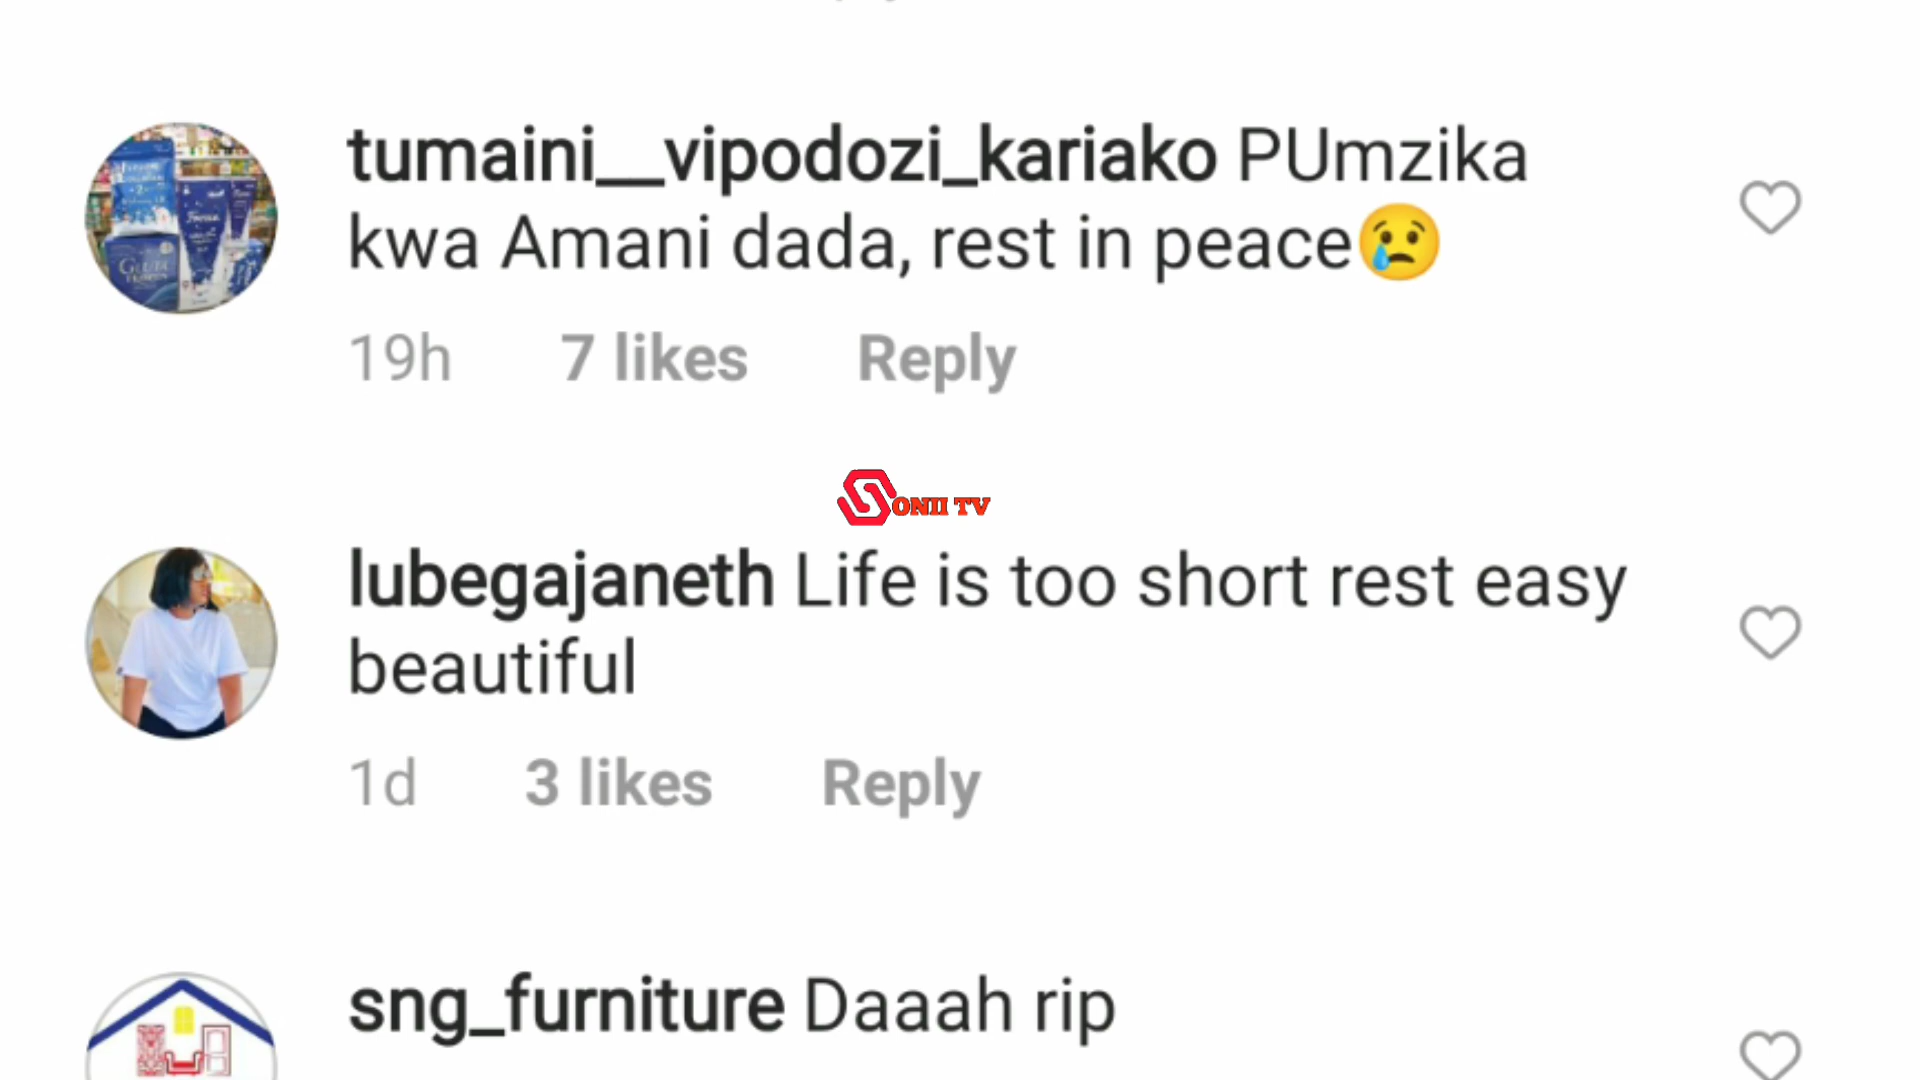 tumaini__vipodozi_kariako PUmzika
kwa Amani dada, rest in peace😢
19h 7 likes Reply
SONII TV
lubegajaneth Life is too short rest easy
beautiful
1d 3 likes Reply
sng_furniture Daaah rip